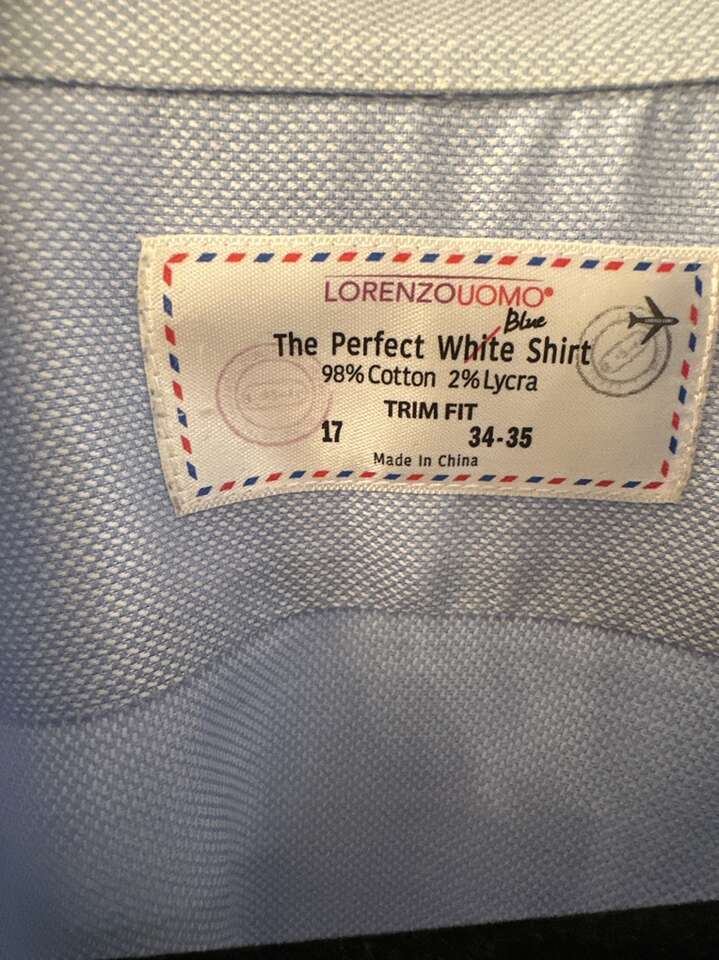 LORENZOUOMO
Blue
The Perfect White Shirt
98% Cotton 2% Lycra
TRIM FIT
17 34-35
Made In China